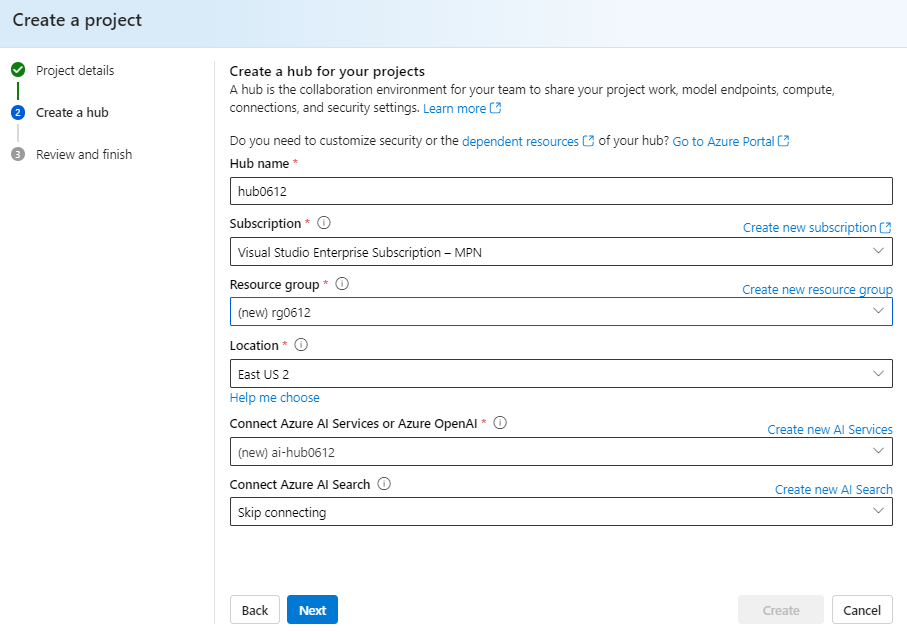 Create a project
Project details
2 Create a hub
3 Review and finish
Create a hub for your projects
A hub is the collaboration environment for your team to share your project work, model endpoints, compute,
connections, and security settings. Learn more
Do you need to customize security or the dependent resources of your hub? Go to Azure Portal
Hub name *
hub0612
Subscription *
Create new subscription
Visual Studio Enterprise Subscription – MPN
Resource group *
Create new resource group
(new) rg0612
Location *
East US 2
Help me choose
Connect Azure AI Services or Azure OpenAI *
Create new AI Services
(new) ai-hub0612
Connect Azure AI Search
Create new AI Search
Skip connecting
Back Next Create Cancel